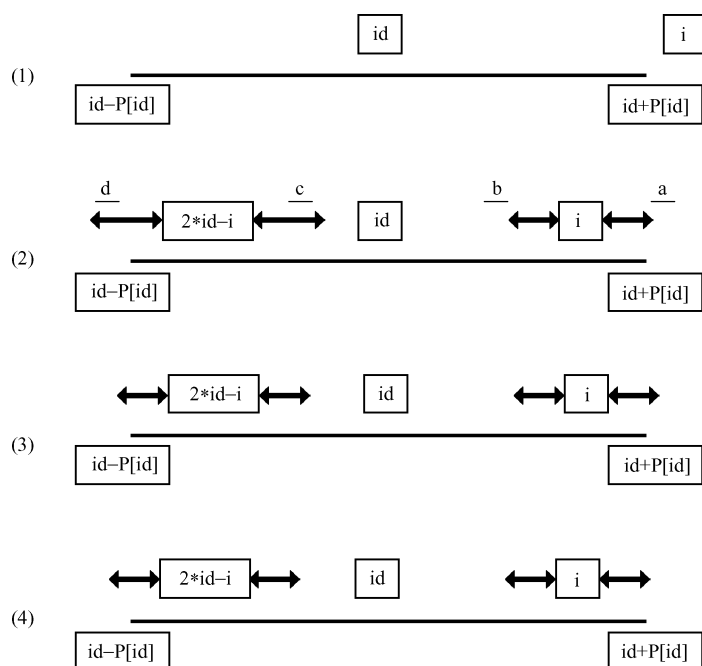 id i
(1)
id−P[id] id+P[id]
d c b a
2*id−i id i
(2)
id−P[id] id+P[id]
2*id−i id i
(3)
id−P[id] id+P[id]
2*id−i id i
(4)
id−P[id] id+P[id]